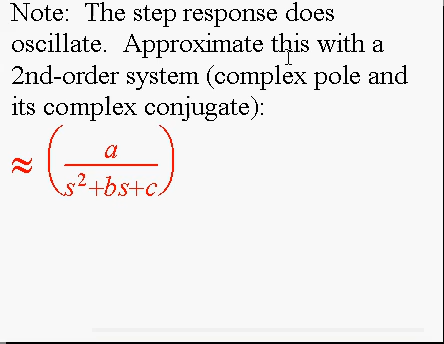 Note:  The step response does
oscillate.  Approximate this with a
2nd-order system (complex pole and
its complex conjugate):
≈ (a / (s²+bs+c))